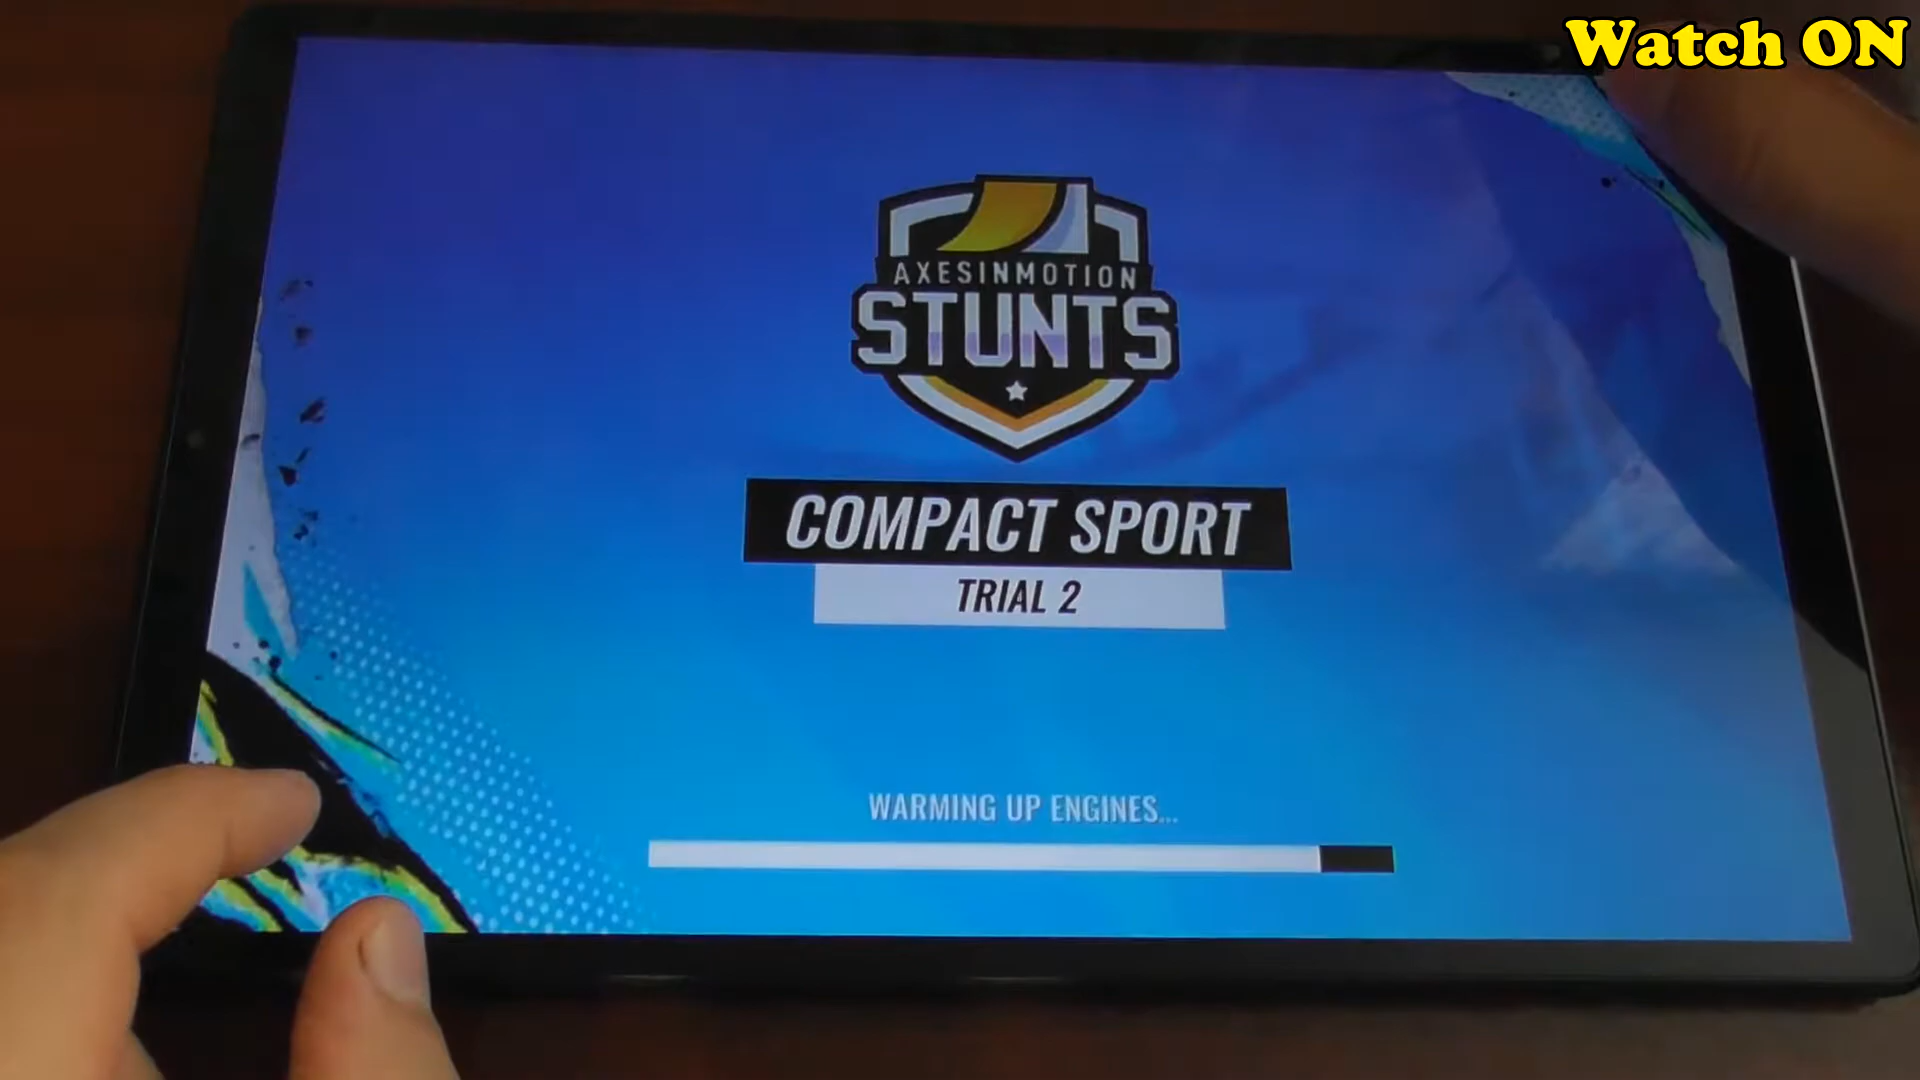 Watch ON
AXESINMOTION
STUNTS
COMPACT SPORT
TRIAL 2
WARMING UP ENGINES...